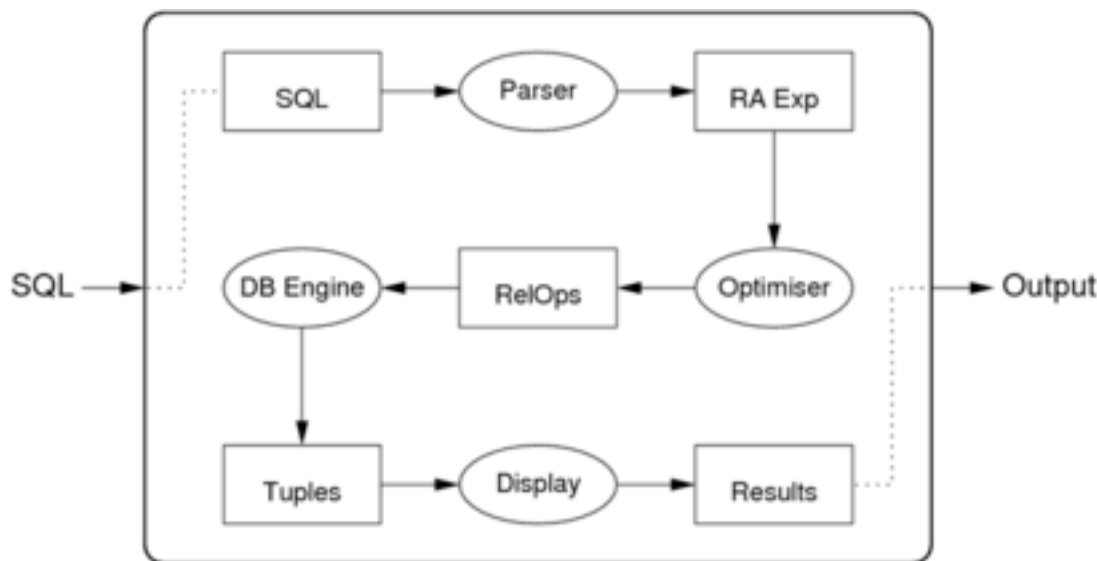 SQL
Parser
RA Exp
SQL
DB Engine
RelOps
Optimiser
Output
Tuples
Display
Results